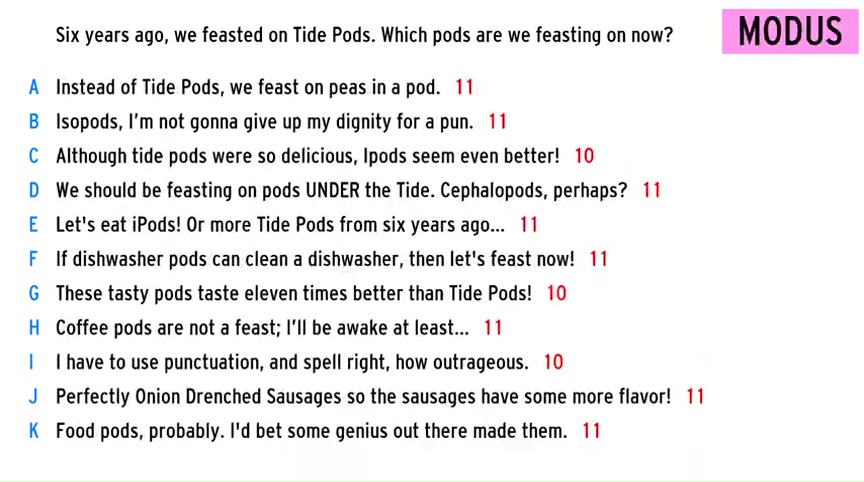 Six years ago, we feasted on Tide Pods. Which pods are we feasting on now?
MODUS
A Instead of Tide Pods, we feast on peas in a pod. 11
B Isopods, I'm not gonna give up my dignity for a pun. 11
C Although tide pods were so delicious, Ipods seem even better! 10
D We should be feasting on pods UNDER the Tide. Cephalopods, perhaps? 11
E Let's eat iPods! Or more Tide Pods from six years ago... 11
F If dishwasher pods can clean a dishwasher, then let's feast now! 11
G These tasty pods taste eleven times better than Tide Pods! 10
H Coffee pods are not a feast; I'll be awake at least... 11
I I have to use punctuation, and spell right, how outrageous. 10
J Perfectly Onion Drenched Sausages so the sausages have some more flavor! 11
K Food pods, probably. I'd bet some genius out there made them. 11